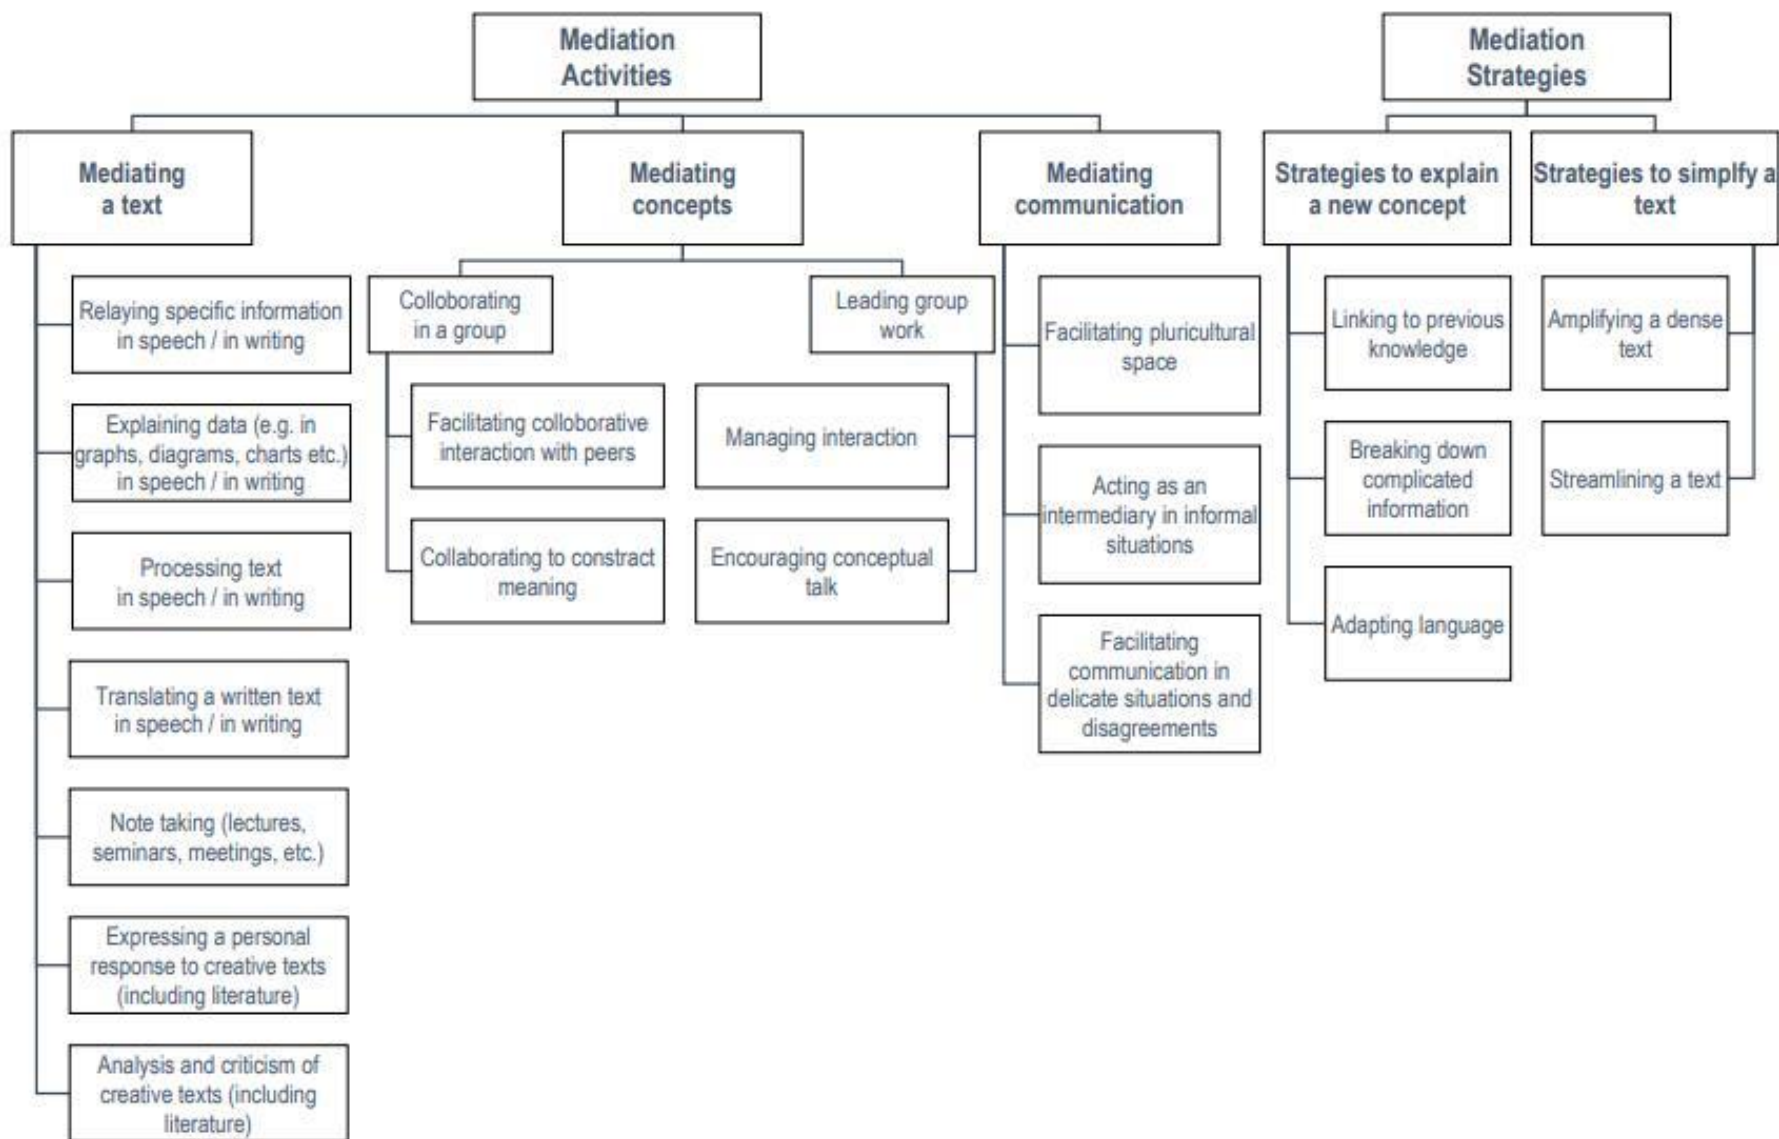 Mediation
Activities
Mediation
Strategies
Mediating
a text
Mediating
concepts
Mediating
communication
Strategies to explain
a new concept
Strategies to simplfy a
text
Relaying specific information
in speech / in writing
Explaining data (e.g. in
graphs, diagrams, charts etc.)
in speech / in writing
Processing text
in speech / in writing
Translating a written text
in speech / in writing
Note taking (lectures,
seminars, meetings, etc.)
Expressing a personal
response to creative texts
(including literature)
Analysis and criticism of
creative texts (including
literature)
Colloborating
in a group
Facilitating colloborative
interaction with peers
Collaborating to constract
meaning
Leading group
work
Managing interaction
Encouraging conceptual
talk
Facilitating pluricultural
space
Acting as an
intermediary in informal
situations
Facilitating
communication in
delicate situations and
disagreements
Linking to previous
knowledge
Breaking down
complicated
information
Adapting language
Amplifying a dense
text
Streamlining a text